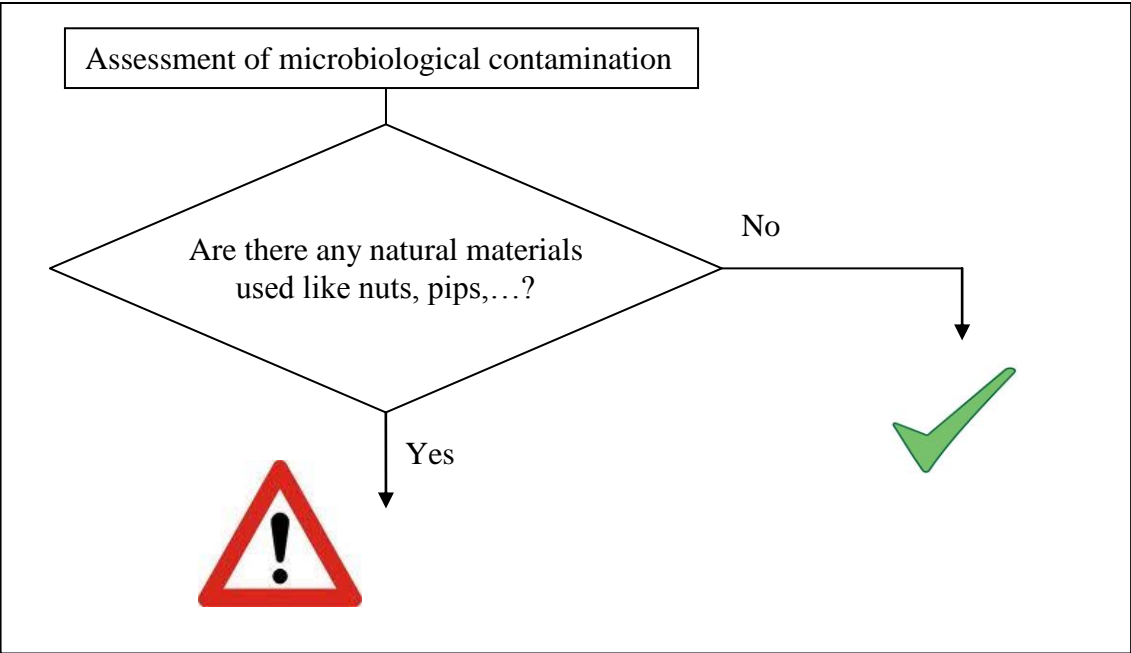 Assessment of microbiological contamination
Are there any natural materials
used like nuts, pips,…?
No
Yes